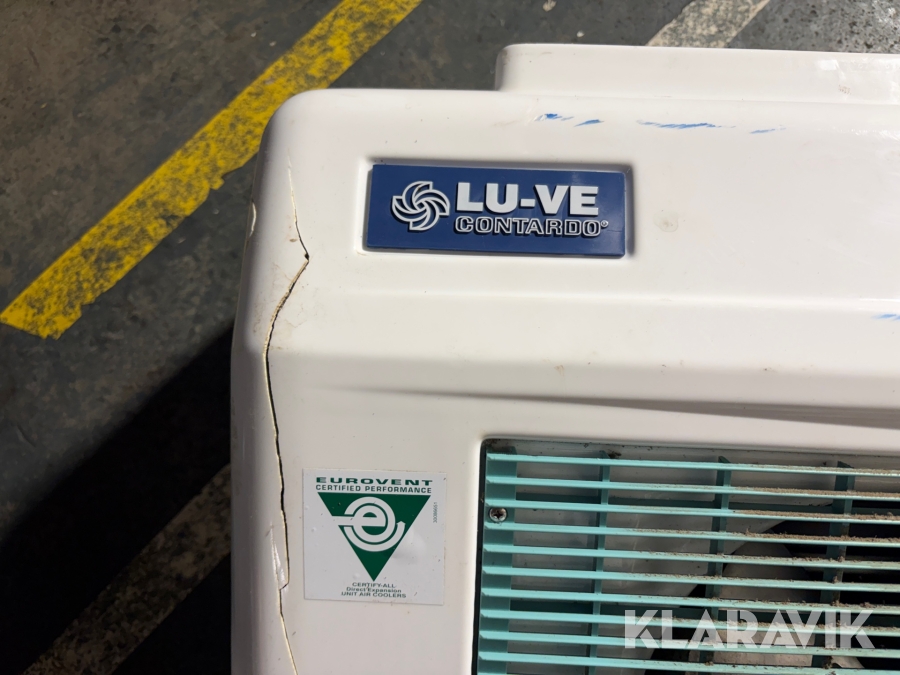 LU-VE
CONTARDO®
EUROVENT
CERTIFIED PERFORMANCE
e
CERTIFY-ALL
Direct Expansion
UNIT AIR COOLERS
KLARAVIK